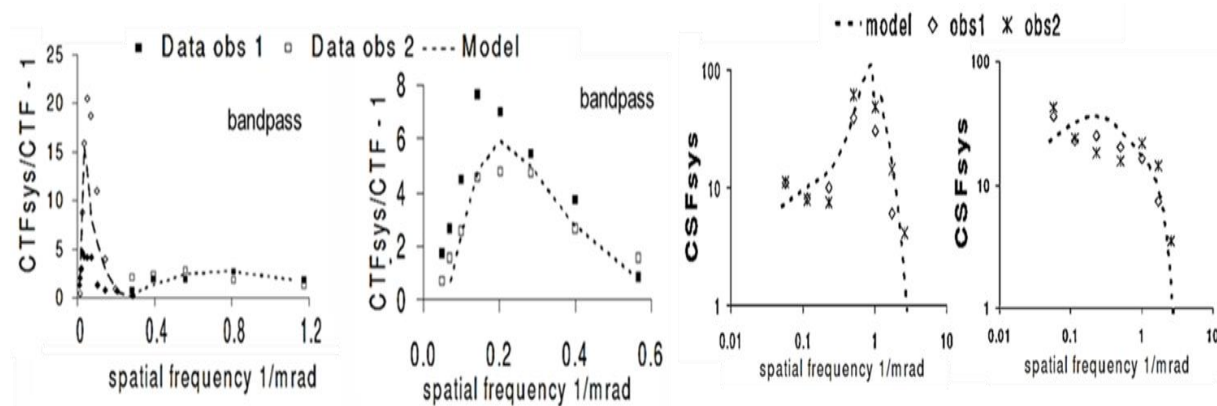 Data obs 1 Data obs 2 Model
CTFsys/CTF - 1
25
20
15
10
5
0
bandpass
0 0.4 0.8 1.2
spatial frequency 1/mrad
CTFsys/CTF - 1
8
6
4
2
0
bandpass
0.0 0.2 0.4 0.6
spatial frequency 1/mrad
model obs1 obs2
CSFsys
100
10
1
0.01 0.1 1 10
spatial frequency 1/mrad
CSFsys
100
10
1
0.01 0.1 1 10
spatial frequency 1/mrad